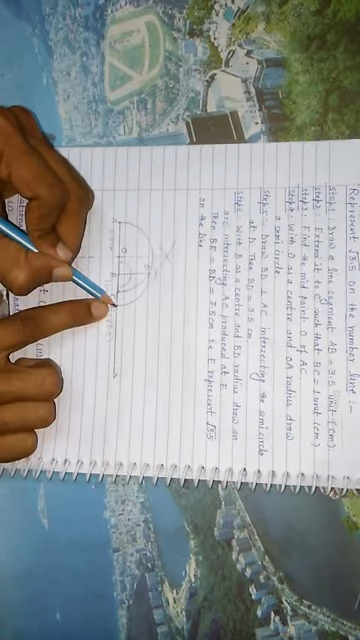 Represent √3.5 on the number line :-
Step1: Draw a line segment AB = 3.5 unit (cm)
Step2: Extend it to C such that BC = 1 unit (cm)
Step3: Find the mid point O of AC
Step4: With O as a centre and OA radius draw
a semi circle.
Step5: Draw BD ⊥ AC intersecting the semi circle
at D. Then BD = √3.5 cm
Step6: With B as a centre and BD radius draw an
arc intersecting AC produced at E
Then BE = BD = √3.5 cm i.e E represent √3.5
on the line
A
O
B
D